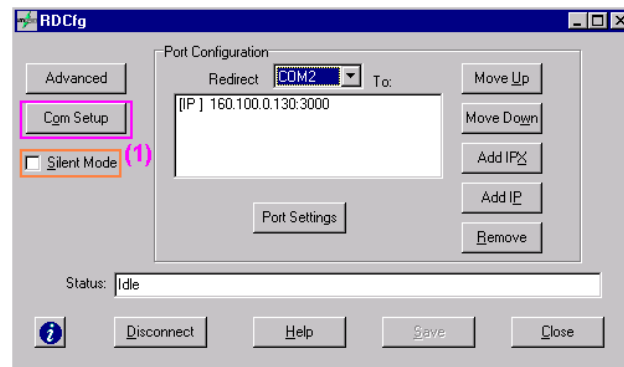 RDCfg
Port Configuration
Advanced
Redirect COM2 To:
Move Up
Com Setup
[IP ] 160.100.0.130:3000
Move Down
Silent Mode (1)
Add IPX
Add IP
Port Settings
Remove
Status: Idle
Disconnect
Help
Save
Close